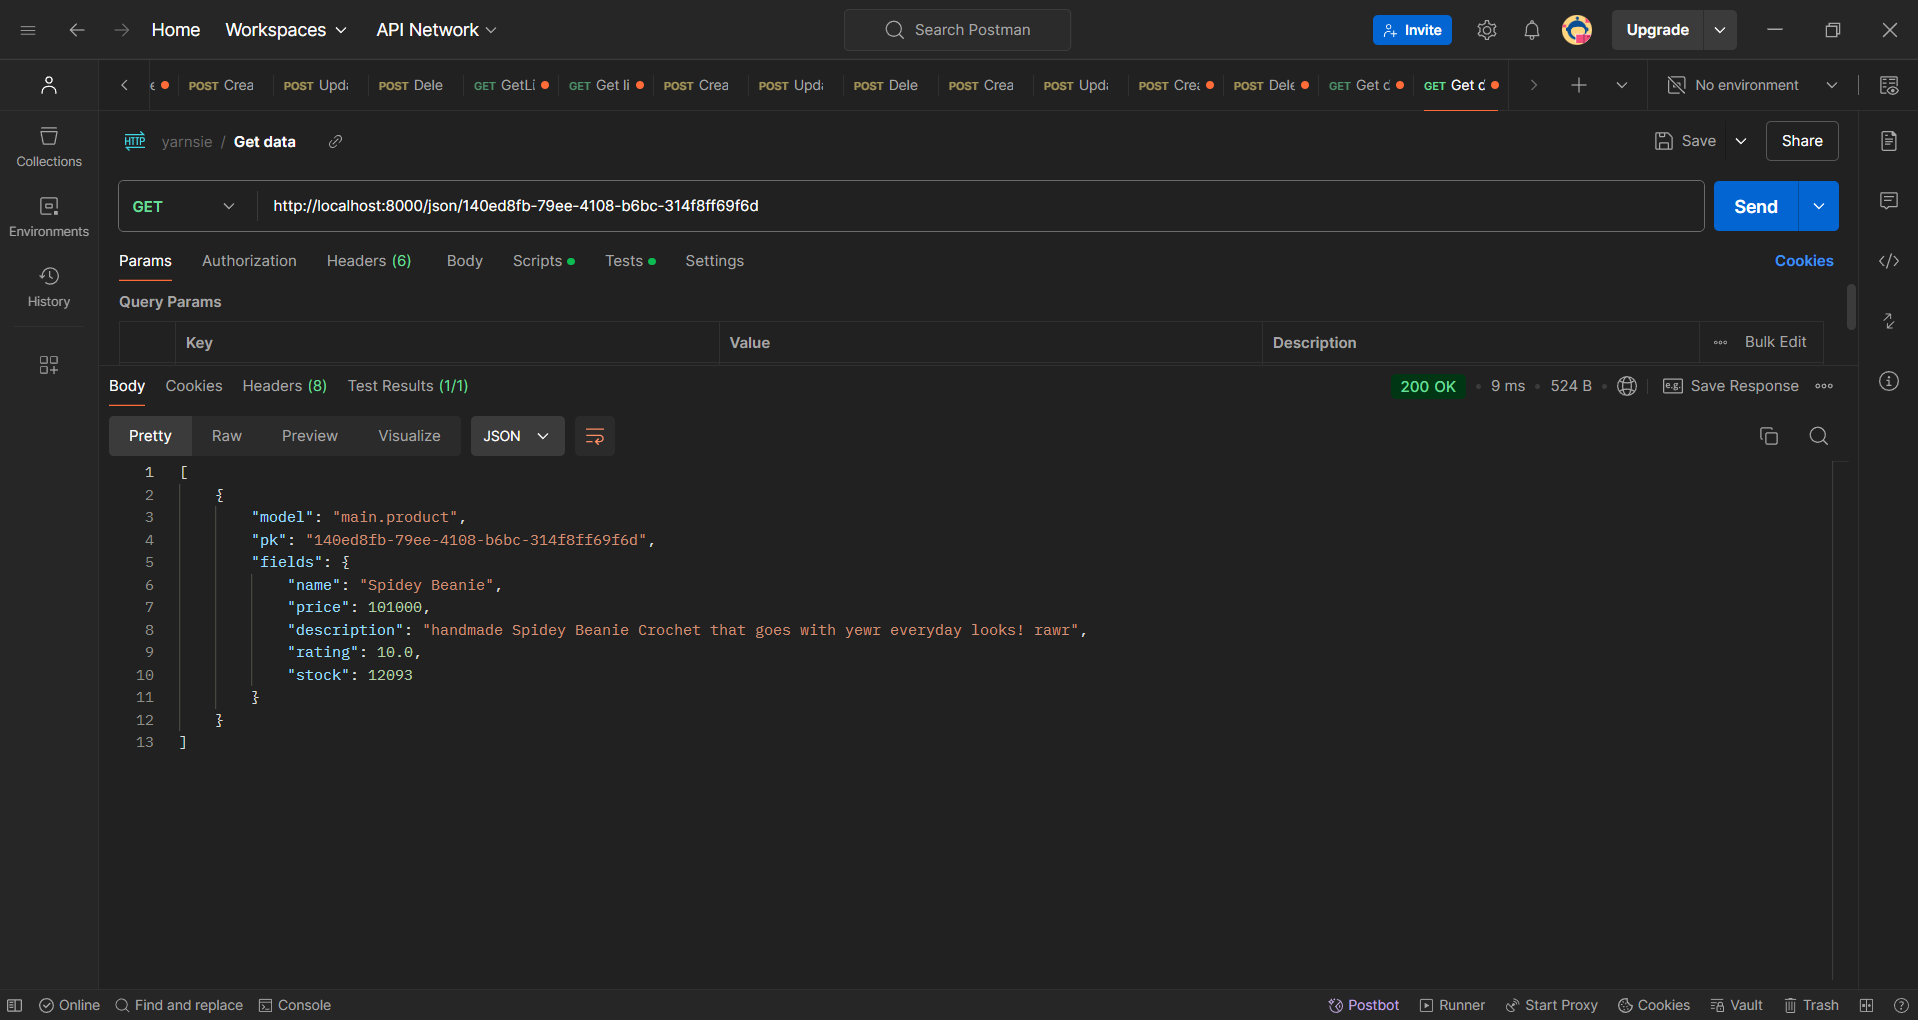 Home Workspaces API Network Search Postman Invite Upgrade
POST Crea POST Upd POST Dele GET GetLi GET Get li POST Crea POST Upd POST Dele POST Crea POST Upd POST Cre POST Dele GET Get GET Get No environment
HTTP yarnsie / Get data Save Share
Collections
GET http://localhost:8000/json/140ed8fb-79ee-4108-b6bc-314f8ff69f6d Send
Environments
Params Authorization Headers (6) Body Scripts Tests Settings Cookies
History
Query Params
Key Value Description Bulk Edit
Body Cookies Headers (8) Test Results (1/1) 200 OK 9 ms 524 B e.g. Save Response
Pretty Raw Preview Visualize JSON
1 [
2 {
3 "model": "main.product",
4 "pk": "140ed8fb-79ee-4108-b6bc-314f8ff69f6d",
5 "fields": {
6 "name": "Spidey Beanie",
7 "price": 101000,
8 "description": "handmade Spidey Beanie Crochet that goes with yewr everyday looks! rawr",
9 "rating": 10.0,
10 "stock": 12093
11 }
12 }
13 ]
Online Find and replace Console Postbot Runner Start Proxy Cookies Vault Trash